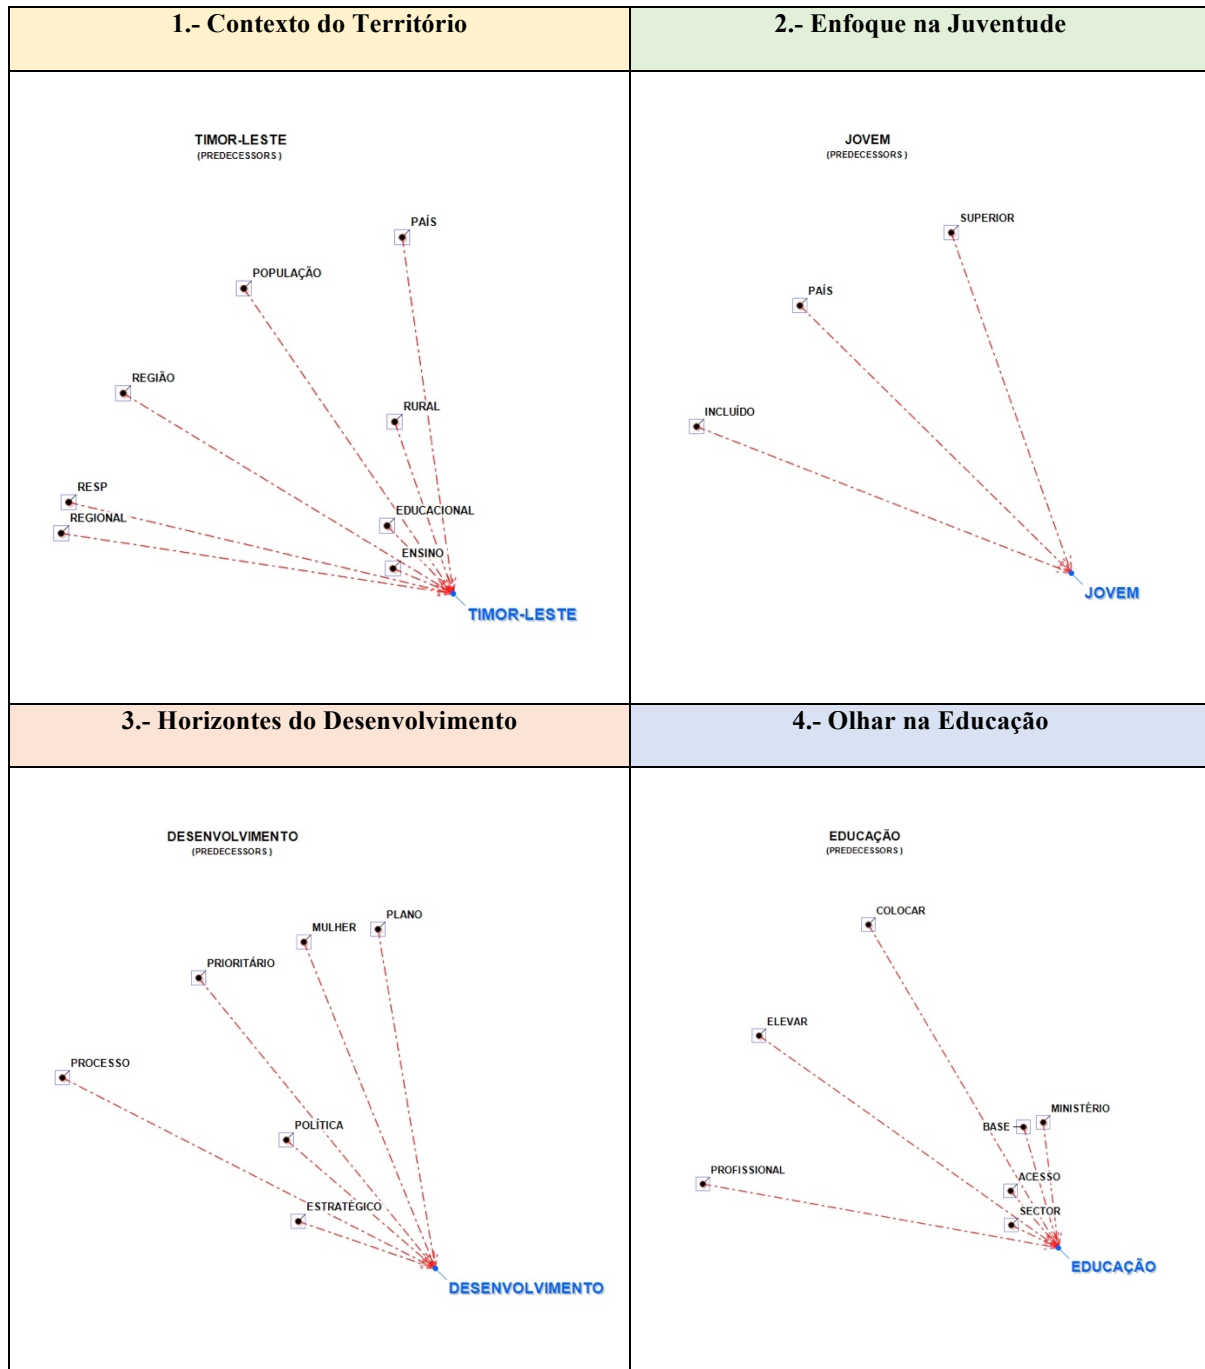 1.- Contexto do Território
2.- Enfoque na Juventude
TIMOR-LESTE
(PREDECESSORS )
PAÍS
POPULAÇÃO
REGIÃO
RURAL
RESP
REGIONAL
EDUCACIONAL
ENSINO
TIMOR-LESTE
JOVEM
(PREDECESSORS )
SUPERIOR
PAÍS
INCLUÍDO
JOVEM
3.- Horizontes do Desenvolvimento
4.- Olhar na Educação
DESENVOLVIMENTO
(PREDECESSORS )
PLANO
MULHER
PRIORITÁRIO
PROCESSO
POLÍTICA
ESTRATÉGICO
DESENVOLVIMENTO
EDUCAÇÃO
(PREDECESSORS )
COLOCAR
ELEVAR
MINISTÉRIO
BASE
PROFISSIONAL
ACESSO
SECTOR
EDUCAÇÃO